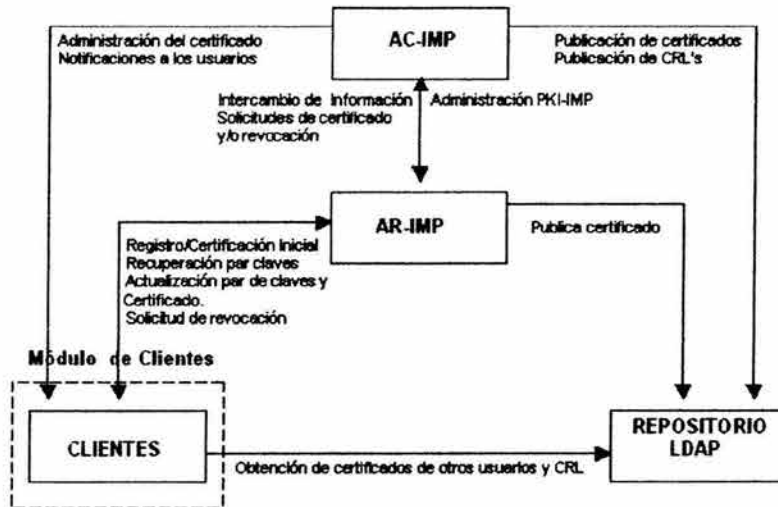 Administración del certificado
Notificaciones a los usuarios
AC-IMP
Publicación de certificados
Publicación de CRL's
Intercambio de Información
Solicitudes de certificado
y/o revocación
Administración PKI-IMP
AR-IMP
Publica certificado
Registro/Certificación Inicial
Recuperación par claves
Actualización par de claves y
Certificado.
Solicitud de revocación
Módulo de Clientes
CLIENTES
Obtención de certificados de otros usuarios y CRL
REPOSITORIO
LDAP